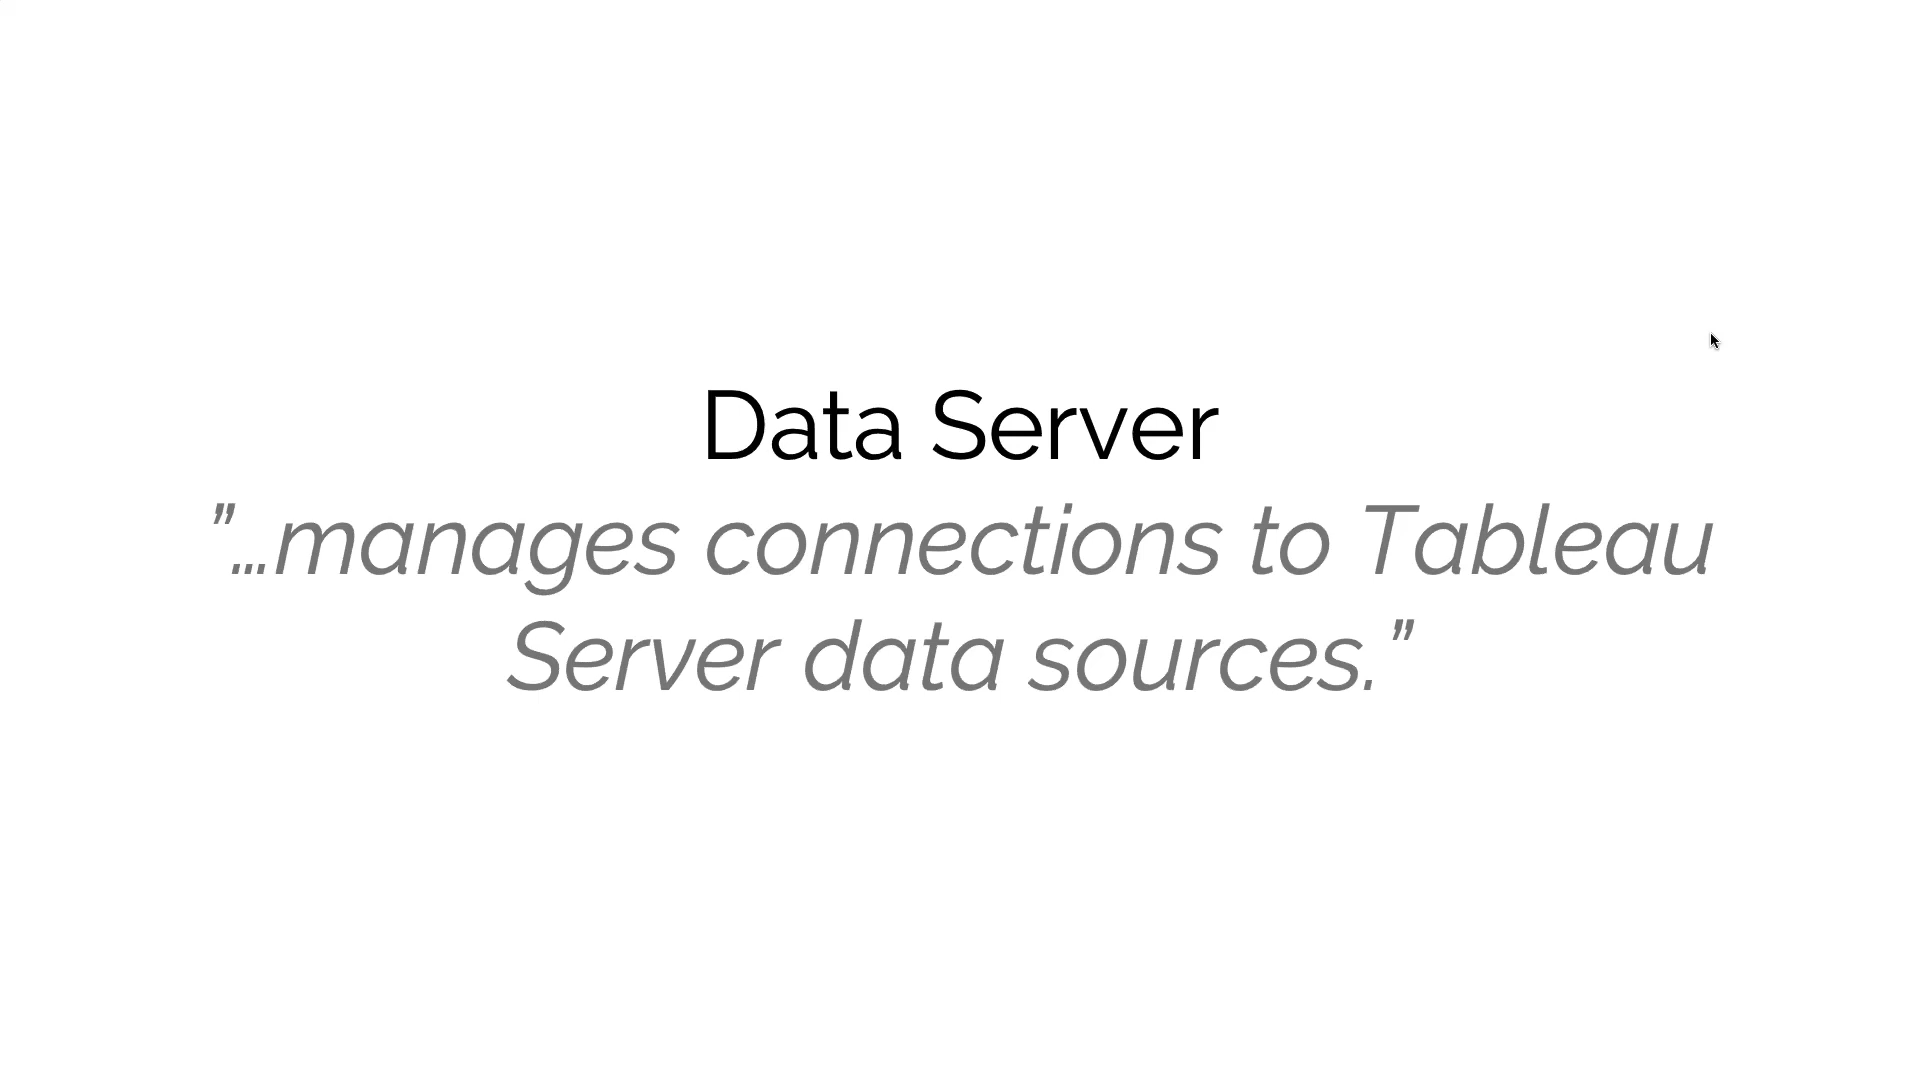 Data Server
”...manages connections to Tableau
Server data sources.”